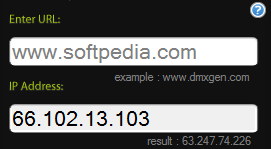 Enter URL:
www.softpedia.com
example : www.dmxgen.com
IP Address:
66.102.13.103
result : 63.247.74.226